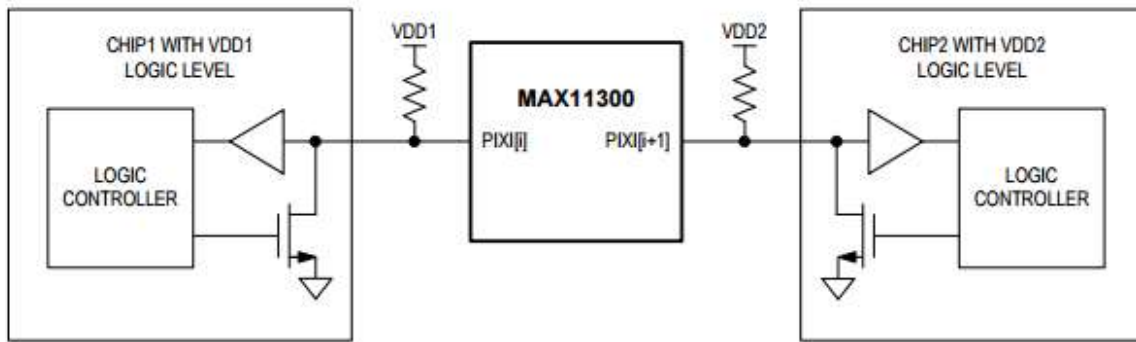 CHIP1 WITH VDD1
LOGIC LEVEL
LOGIC
CONTROLLER
VDD1
MAX11300
PIXI[i]
PIXI[i+1]
VDD2
CHIP2 WITH VDD2
LOGIC LEVEL
LOGIC
CONTROLLER